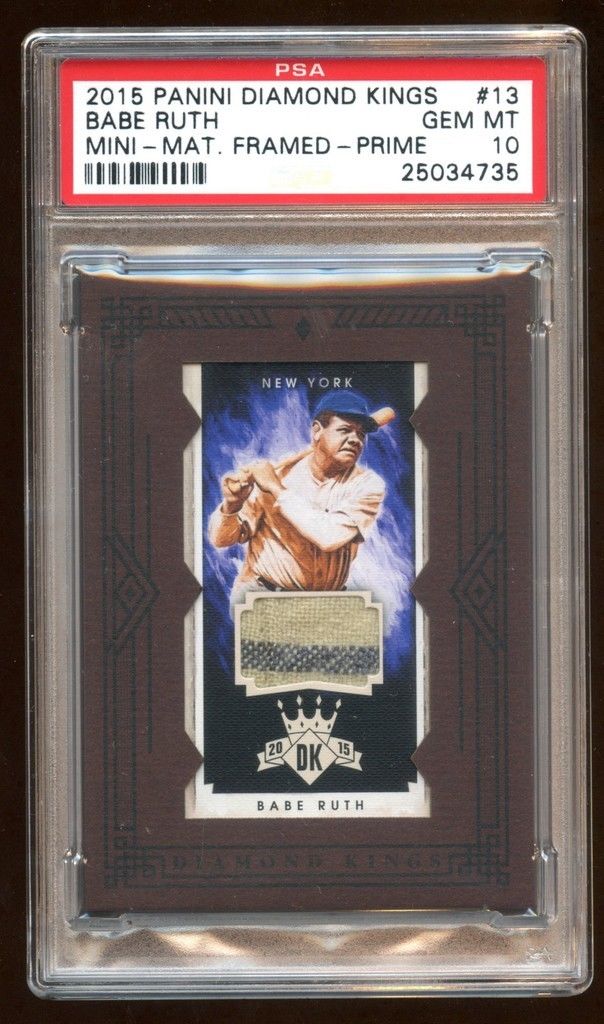 PSA
2015 PANINI DIAMOND KINGS #13
BABE RUTH GEM MT
MINI - MAT. FRAMED - PRIME 10
25034735
NEW YORK
20 DK 15
BABE RUTH
DIAMOND KINGS